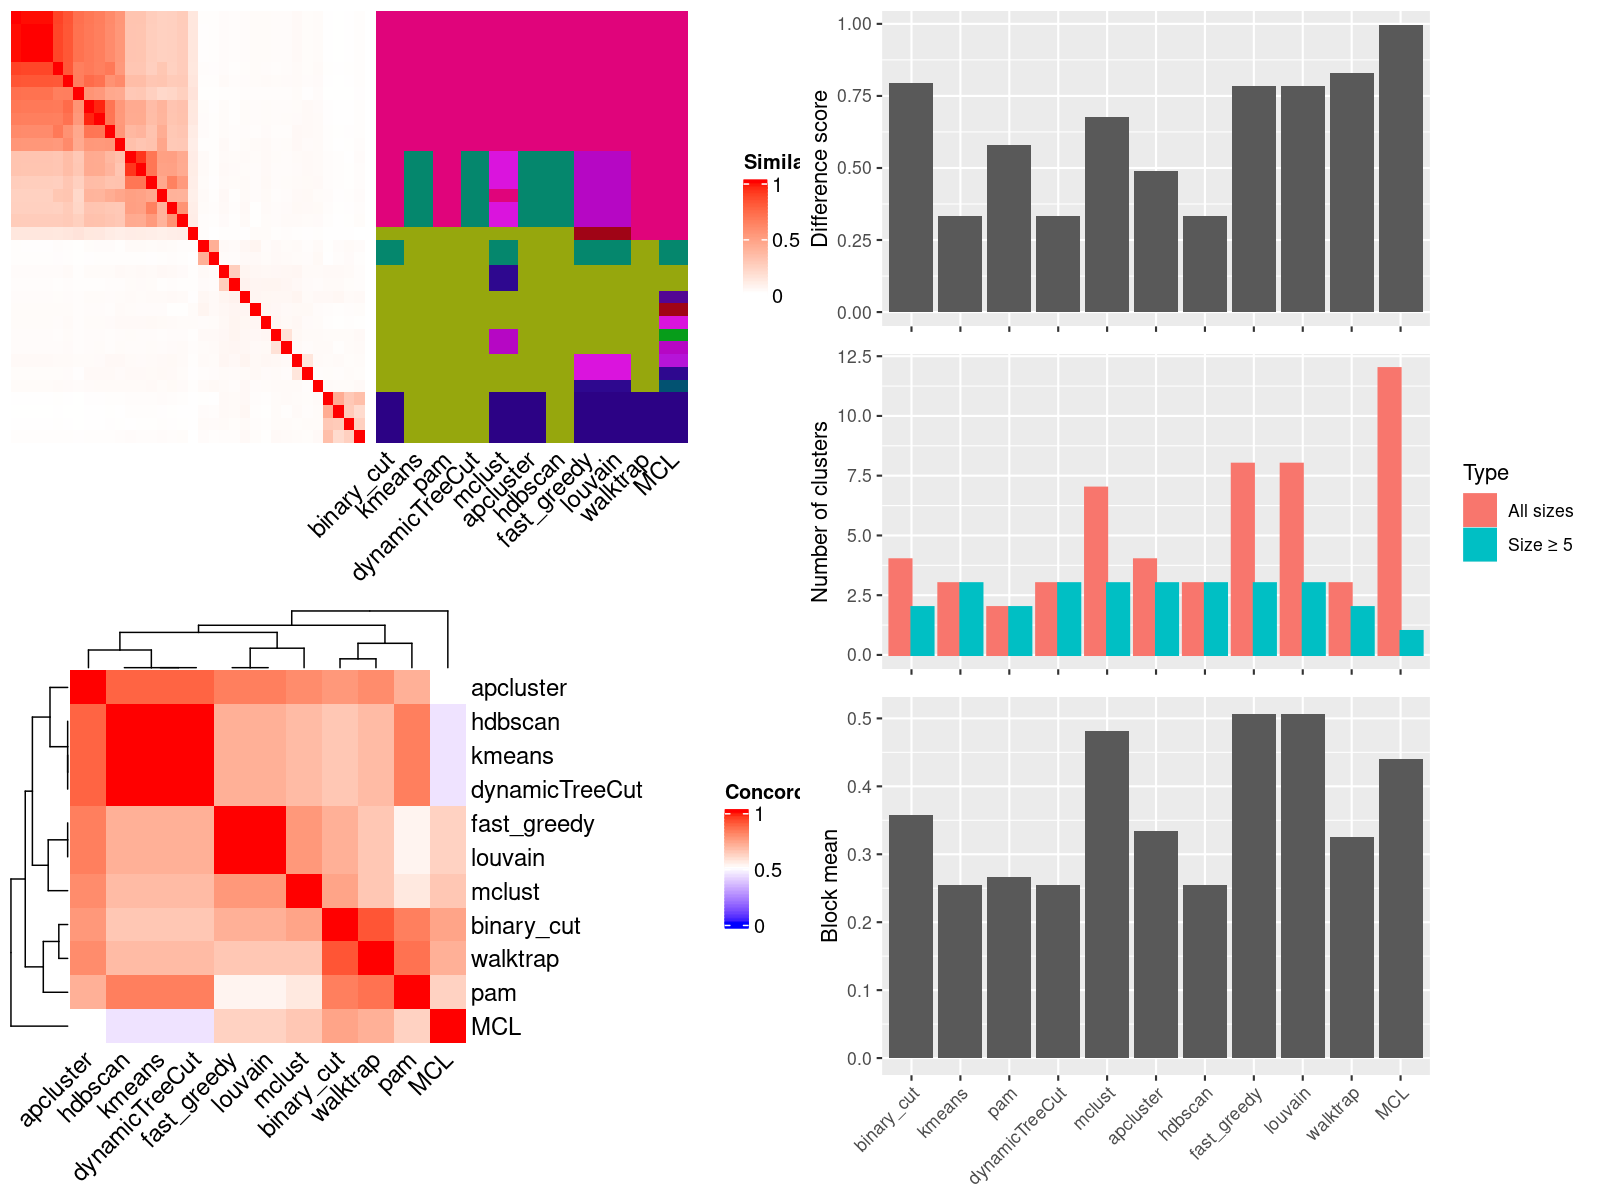 Simila
1
0.5
0
binary_cut
kmeans
pam
dynamicTreeCut
mclust
apcluster
hdbscan
fast_greedy
louvain
walktrap
MCL
apcluster
hdbscan
kmeans
dynamicTreeCut
fast_greedy
louvain
mclust
binary_cut
walktrap
pam
MCL
Concord
1
0.5
0
apcluster
hdbscan
kmeans
dynamicTreeCut
fast_greedy
louvain
mclust
binary_cut
walktrap
pam
MCL
Difference score
1.00
0.75
0.50
0.25
0.00
Number of clusters
12.5
10.0
7.5
5.0
2.5
0.0
Type
All sizes
Size ≥ 5
Block mean
0.5
0.4
0.3
0.2
0.1
0.0
binary_cut
kmeans
pam
dynamicTreeCut
mclust
apcluster
hdbscan
fast_greedy
louvain
walktrap
MCL